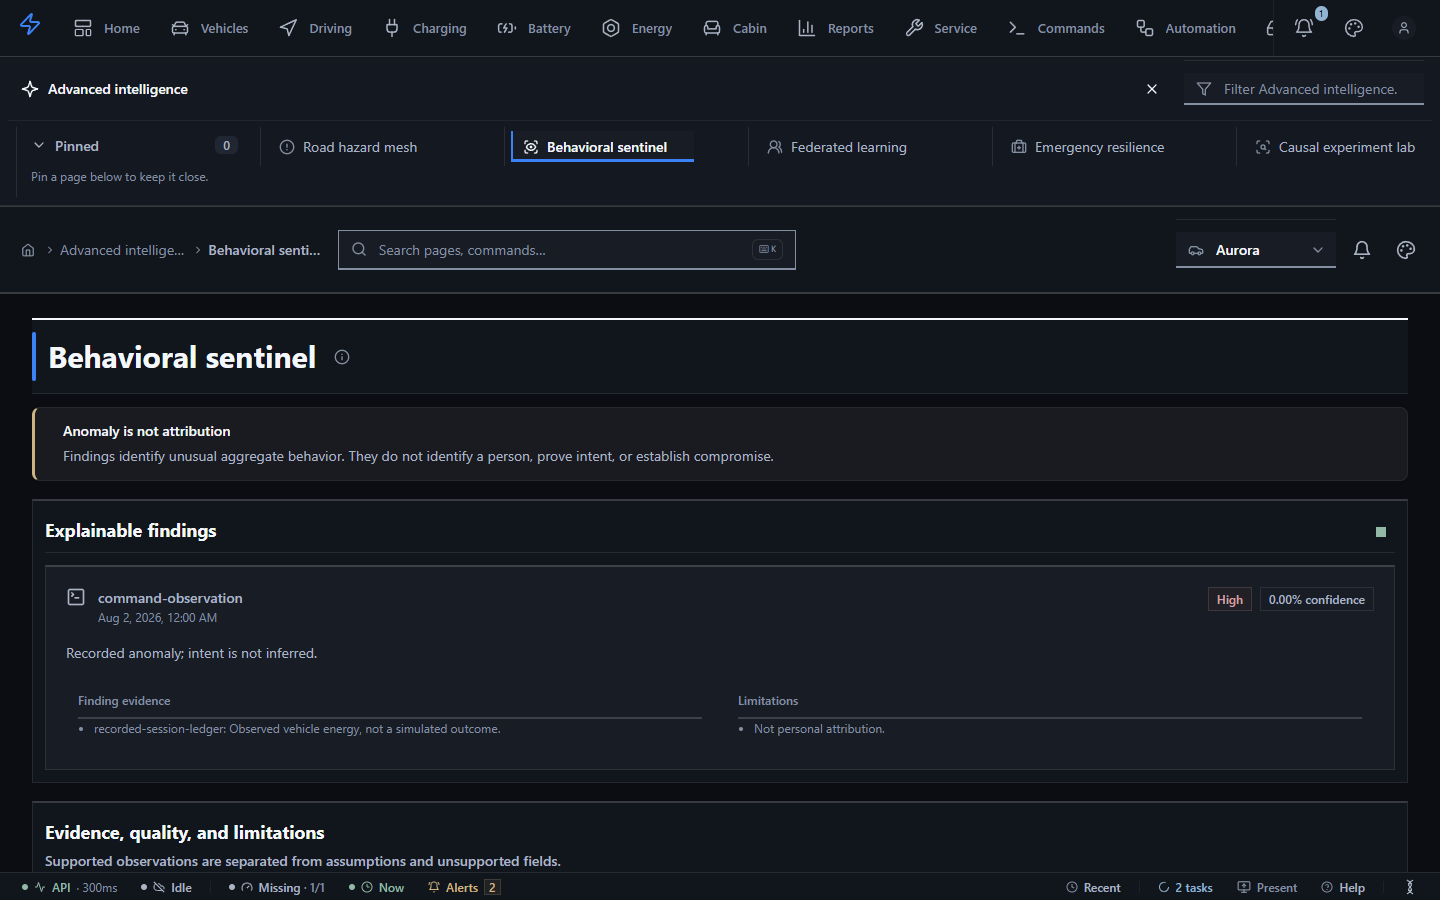 Home
Vehicles
Driving
Charging
Battery
Energy
Cabin
Reports
Service
Commands
Automation
1
Advanced intelligence
Filter Advanced intelligence.
Pinned
0
Pin a page below to keep it close.
Road hazard mesh
Behavioral sentinel
Federated learning
Emergency resilience
Causal experiment lab
Advanced intellige...
Behavioral senti...
Search pages, commands...
K
Aurora
Behavioral sentinel
Anomaly is not attribution
Findings identify unusual aggregate behavior. They do not identify a person, prove intent, or establish compromise.
Explainable findings
command-observation
High
0.00% confidence
Aug 2, 2026, 12:00 AM
Recorded anomaly; intent is not inferred.
Finding evidence
• recorded-session-ledger: Observed vehicle energy, not a simulated outcome.
Limitations
• Not personal attribution.
Evidence, quality, and limitations
Supported observations are separated from assumptions and unsupported fields.
API · 300ms
Idle
Missing · 1/1
Now
Alerts 2
Recent
2 tasks
Present
Help